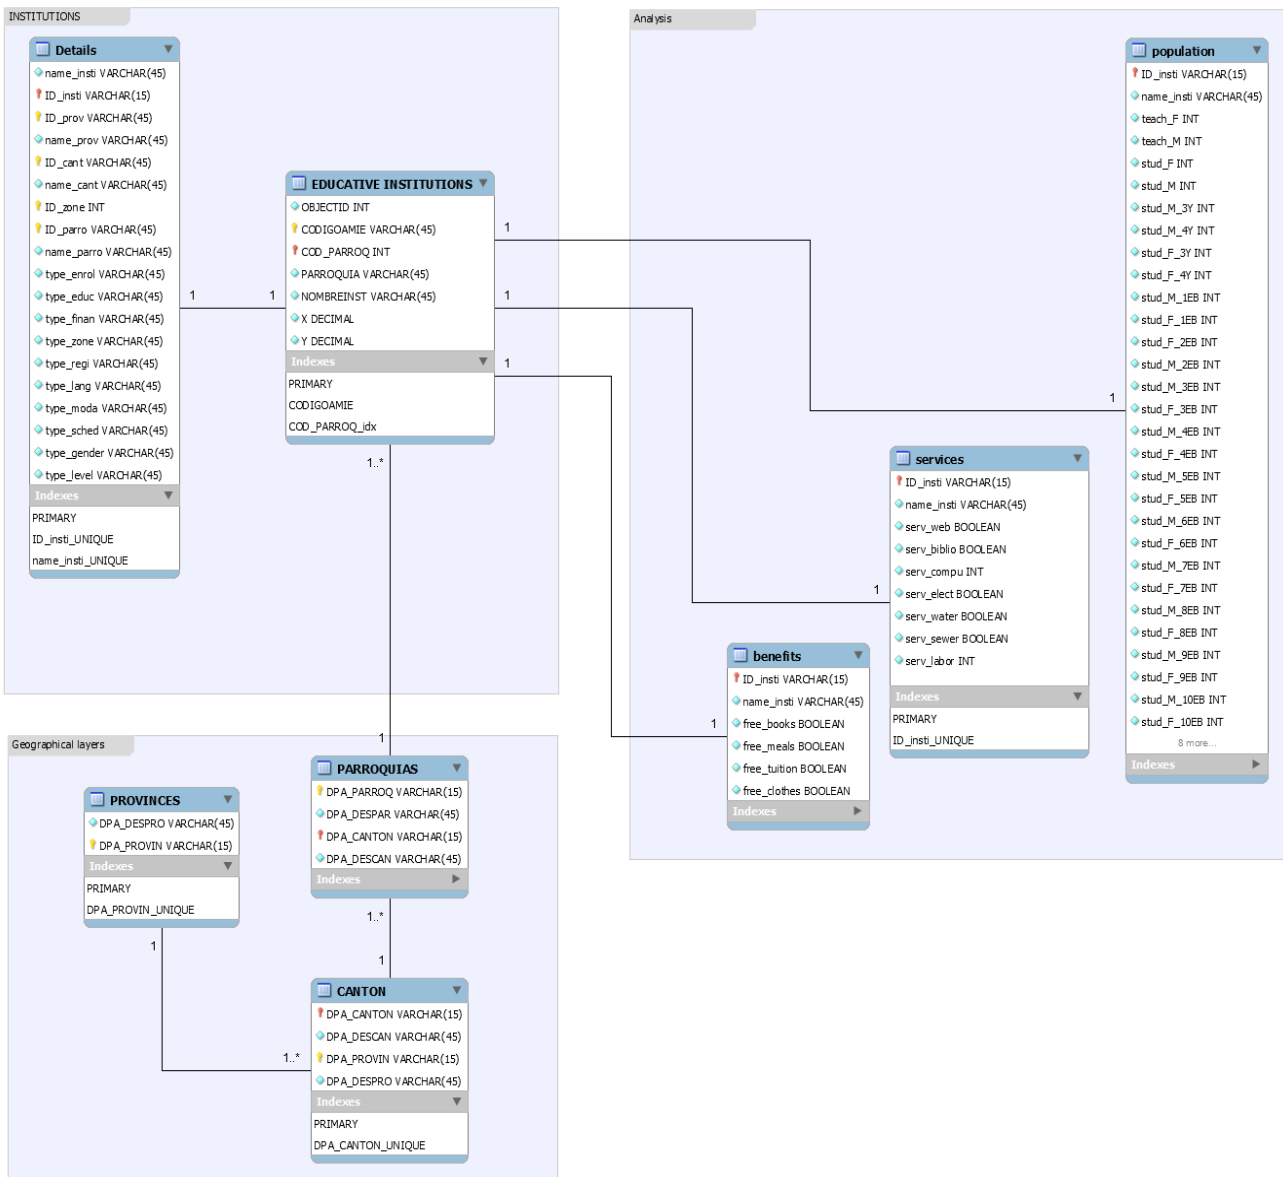 INSTITUTIONS
Details
name_insti VARCHAR(45)
ID_insti VARCHAR(15)
ID_prov VARCHAR(45)
name_prov VARCHAR(45)
ID_cant VARCHAR(45)
name_cant VARCHAR(45)
ID_zone INT
ID_parro VARCHAR(45)
name_parro VARCHAR(45)
type_enrol VARCHAR(45)
type_educ VARCHAR(45)
type_finan VARCHAR(45)
type_zone VARCHAR(45)
type_regi VARCHAR(45)
type_lang VARCHAR(45)
type_moda VARCHAR(45)
type_sched VARCHAR(45)
type_gender VARCHAR(45)
type_level VARCHAR(45)
Indexes
PRIMARY
ID_insti_UNIQUE
name_insti_UNIQUE
1
1
EDUCATIVE INSTITUTIONS
OBJECTID INT
CODIGOAMIE VARCHAR(45)
COD_PARROQ INT
PARROQUIA VARCHAR(45)
NOMBREINST VARCHAR(45)
X DECIMAL
Y DECIMAL
Indexes
PRIMARY
CODIGOAMIE
COD_PARROQ_idx
1
1
1
1..*
1
Analysis
population
ID_insti VARCHAR(15)
name_insti VARCHAR(45)
teach_F INT
teach_M INT
stud_F INT
stud_M INT
stud_M_3Y INT
stud_M_4Y INT
stud_F_3Y INT
stud_F_4Y INT
stud_M_1EB INT
stud_F_1EB INT
stud_F_2EB INT
stud_M_2EB INT
stud_M_3EB INT
stud_F_3EB INT
stud_M_4EB INT
stud_F_4EB INT
stud_M_5EB INT
stud_F_5EB INT
stud_M_6EB INT
stud_F_6EB INT
stud_M_7EB INT
stud_F_7EB INT
stud_M_8EB INT
stud_F_8EB INT
stud_M_9EB INT
stud_F_9EB INT
stud_M_10EB INT
stud_F_10EB INT
8 more...
Indexes
1
services
ID_insti VARCHAR(15)
name_insti VARCHAR(45)
serv_web BOOLEAN
serv_biblio BOOLEAN
serv_compu INT
serv_elect BOOLEAN
serv_water BOOLEAN
serv_sewer BOOLEAN
serv_labor INT
Indexes
PRIMARY
ID_insti_UNIQUE
1
benefits
ID_insti VARCHAR(15)
name_insti VARCHAR(45)
free_books BOOLEAN
free_meals BOOLEAN
free_tuition BOOLEAN
free_clothes BOOLEAN
Indexes
1
Geographical layers
PROVINCES
DPA_DESPRO VARCHAR(45)
DPA_PROVIN VARCHAR(15)
Indexes
PRIMARY
DPA_PROVIN_UNIQUE
1
1..*
PARROQUIAS
DPA_PARROQ VARCHAR(15)
DPA_DESPAR VARCHAR(45)
DPA_CANTON VARCHAR(15)
DPA_DESCAN VARCHAR(45)
Indexes
1..*
1
CANTON
DPA_CANTON VARCHAR(15)
DPA_DESCAN VARCHAR(45)
DPA_PROVIN VARCHAR(15)
DPA_DESPRO VARCHAR(45)
Indexes
PRIMARY
DPA_CANTON_UNIQUE